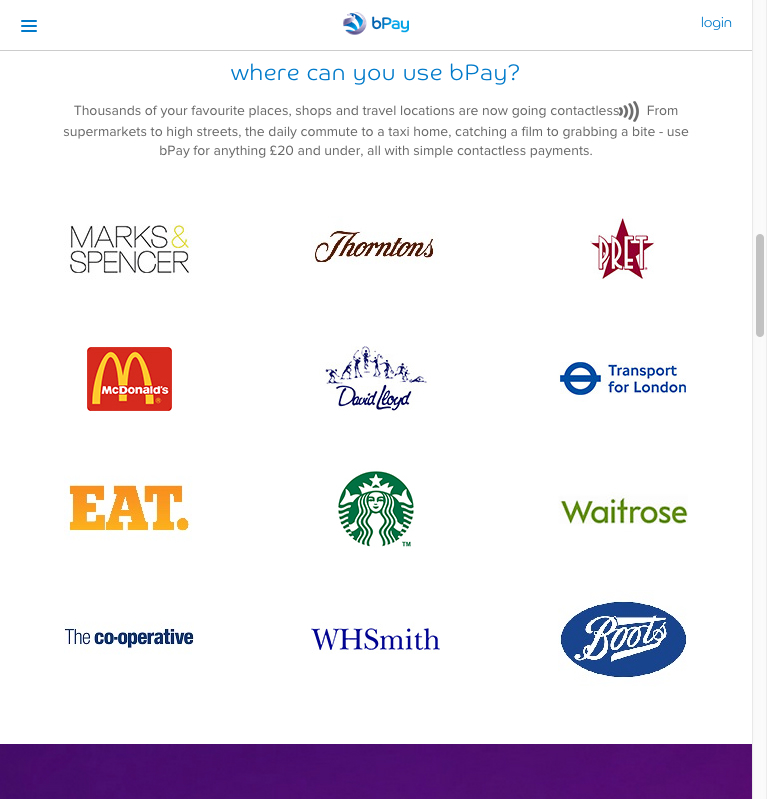 bPay
login
where can you use bPay?
Thousands of your favourite places, shops and travel locations are now going contactless From
supermarkets to high streets, the daily commute to a taxi home, catching a film to grabbing a bite - use
bPay for anything £20 and under, all with simple contactless payments.
MARKS&
SPENCER
Thorntons
PRET
McDonald's
David Lloyd
Transport
for London
EAT.
TM
Waitrose
The co-operative
WHSmith
Boots